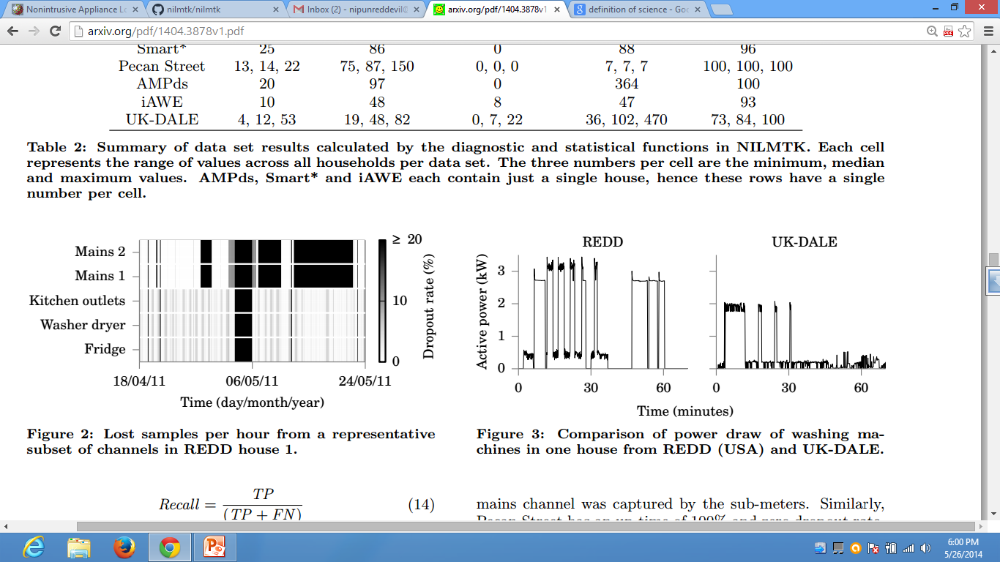 Nonintrusive Appliance Lo
nilmtk/nilmtk
Inbox (2) - nipunreddevil@
arxiv.org/pdf/1404.3878v1
definition of science - Goo
arxiv.org/pdf/1404.3878v1.pdf
Smart* 25 86 0 88 96
Pecan Street 13, 14, 22 75, 87, 150 0, 0, 0 7, 7, 7 100, 100, 100
AMPds 20 97 0 364 100
iAWE 10 48 8 47 93
UK-DALE 4, 12, 53 19, 48, 82 0, 7, 22 36, 102, 470 73, 84, 100
Table 2: Summary of data set results calculated by the diagnostic and statistical functions in NILMTK. Each cell
represents the range of values across all households per data set. The three numbers per cell are the minimum, median
and maximum values. AMPds, Smart* and iAWE each contain just a single house, hence these rows have a single
number per cell.
Mains 2
Mains 1
Kitchen outlets
Washer dryer
Fridge
18/04/11 06/05/11 24/05/11
Time (day/month/year)
≥ 20
10
0
Dropout rate (%)
Figure 2: Lost samples per hour from a representative
subset of channels in REDD house 1.
REDD UK-DALE
Active power (kW)
3
2
1
0
0 30 60 0 30 60
Time (minutes)
Figure 3: Comparison of power draw of washing ma-
chines in one house from REDD (USA) and UK-DALE.
Recall = TP / (TP + FN) (14)
mains channel was captured by the sub-meters. Similarly,
Pecan Street has an up-time of 100% and zero dropout rate
6:00 PM
5/26/2014